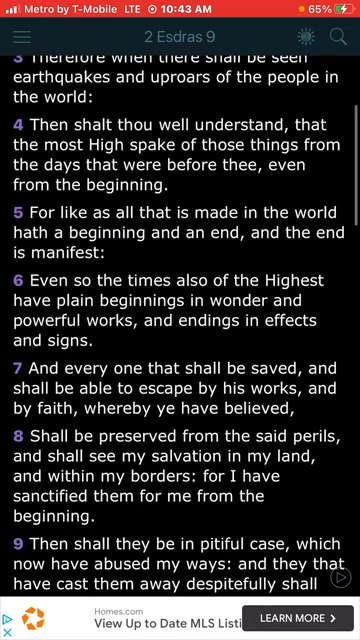 Metro by T-Mobile LTE 10:43 AM 65%
2 Esdras 9
3 Therefore when there shall be seen
earthquakes and uproars of the people in
the world:
4 Then shalt thou well understand, that
the most High spake of those things from
the days that were before thee, even
from the beginning.
5 For like as all that is made in the world
hath a beginning and an end, and the end
is manifest:
6 Even so the times also of the Highest
have plain beginnings in wonder and
powerful works, and endings in effects
and signs.
7 And every one that shall be saved, and
shall be able to escape by his works, and
by faith, whereby ye have believed,
8 Shall be preserved from the said perils,
and shall see my salvation in my land,
and within my borders: for I have
sanctified them for me from the
beginning.
9 Then shall they be in pitiful case, which
now have abused my ways: and they that
have cast them away despitefully shall
Homes.com
View Up to Date MLS Listi
LEARN MORE >